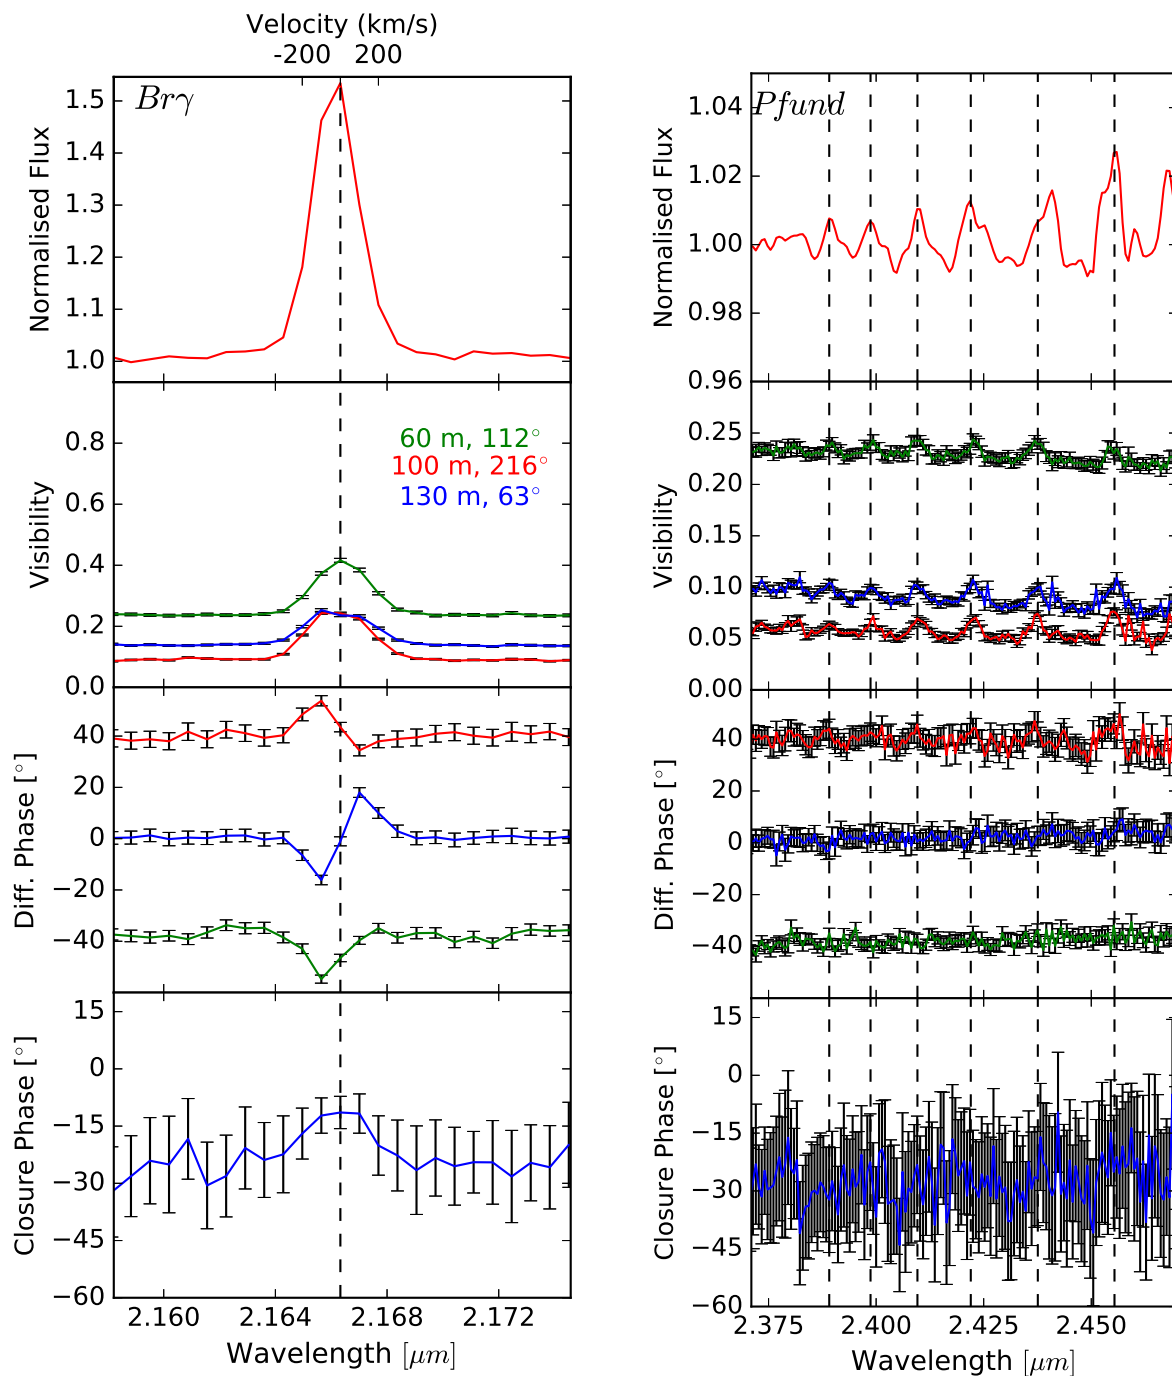 Velocity (km/s)
-200 0 200
Brγ
1.5
1.4
1.3
1.2
1.1
1.0
Normalised Flux
60 m, 112°
100 m, 216°
130 m, 63°
0.8
0.6
0.4
0.2
0.0
Visibility
40
20
0
−20
−40
Diff. Phase [°]
15
0
−15
−30
−45
−60
Closure Phase [°]
2.160 2.164 2.168 2.172
Wavelength [μm]
Pfund
1.04
1.02
1.00
0.98
0.96
Normalised Flux
0.25
0.20
0.15
0.10
0.05
0.00
Visibility
40
20
0
−20
−40
Diff. Phase [°]
15
0
−15
−30
−45
−60
Closure Phase [°]
2.375 2.400 2.425 2.450
Wavelength [μm]